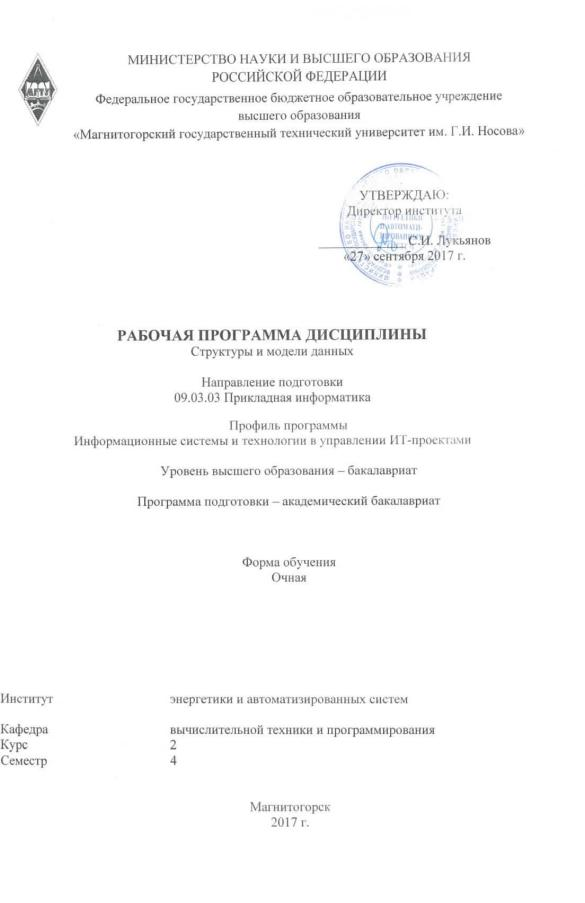 МИНИСТЕРСТВО НАУКИ И ВЫСШЕГО ОБРАЗОВАНИЯ
РОССИЙСКОЙ ФЕДЕРАЦИИ
Федеральное государственное бюджетное образовательное учреждение
высшего образования
«Магнитогорский государственный технический университет им. Г.И. Носова»
УТВЕРЖДАЮ:
Директор института
С.И. Лукьянов
«27» сентября 2017 г.
РАБОЧАЯ ПРОГРАММА ДИСЦИПЛИНЫ
Структуры и модели данных
Направление подготовки
09.03.03 Прикладная информатика
Профиль программы
Информационные системы и технологии в управлении ИТ-проектами
Уровень высшего образования – бакалавриат
Программа подготовки – академический бакалавриат
Форма обучения
Очная
Институт энергетики и автоматизированных систем
Кафедра вычислительной техники и программирования
Курс 2
Семестр 4
Магнитогорск
2017 г.